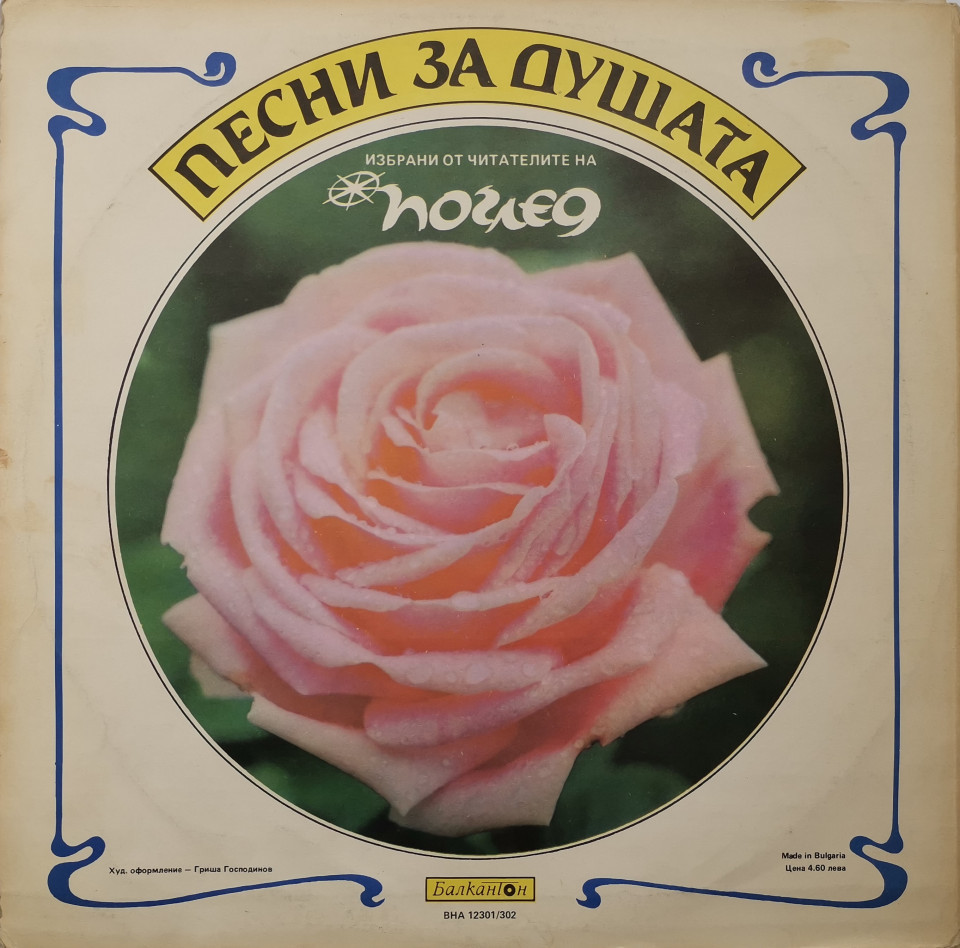 ПЕСНИ ЗА ДУШАТА
ИЗБРАНИ ОТ ЧИТАТЕЛИТЕ НА
поглед
Made in Bulgaria
Цена 4.60 лева
Худ. оформление — Гриша Господинов
Балкантон
ВНА 12301/302